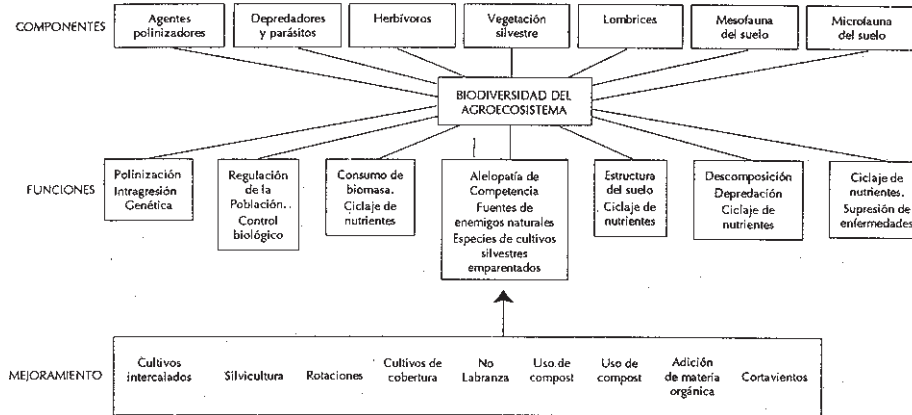 COMPONENTES
Agentes
polinizadores
Depredadores
y parásitos
Herbívoros
Vegetación
silvestre
Lombrices
Mesofauna
del suelo
Microfauna
del suelo
BIODIVERSIDAD DEL
AGROECOSISTEMA
FUNCIONES
Polinización
Intragresión
Genética
Regulación
de la
Población..
Control
biológico
Consumo de
biomasa.
Ciclaje de
nutrientes
Alelopatía de
Competencia
Fuentes de
enemigos naturales
Especies de cultivos
silvestres
emparentados
Estructura
del suelo
Ciclaje de
nutrientes
Descomposición
Depredación
Ciclaje de
nutrientes
Ciclaje de
nutrientes.
Supresión de
enfermedades
MEJORAMIENTO
Cultivos
intercalados
Silvicultura
Rotaciones
Cultivos de
cobertura
No
Labranza
Uso de
compost
Uso de
compost
Adición
de matería
orgánica
Cortavientos